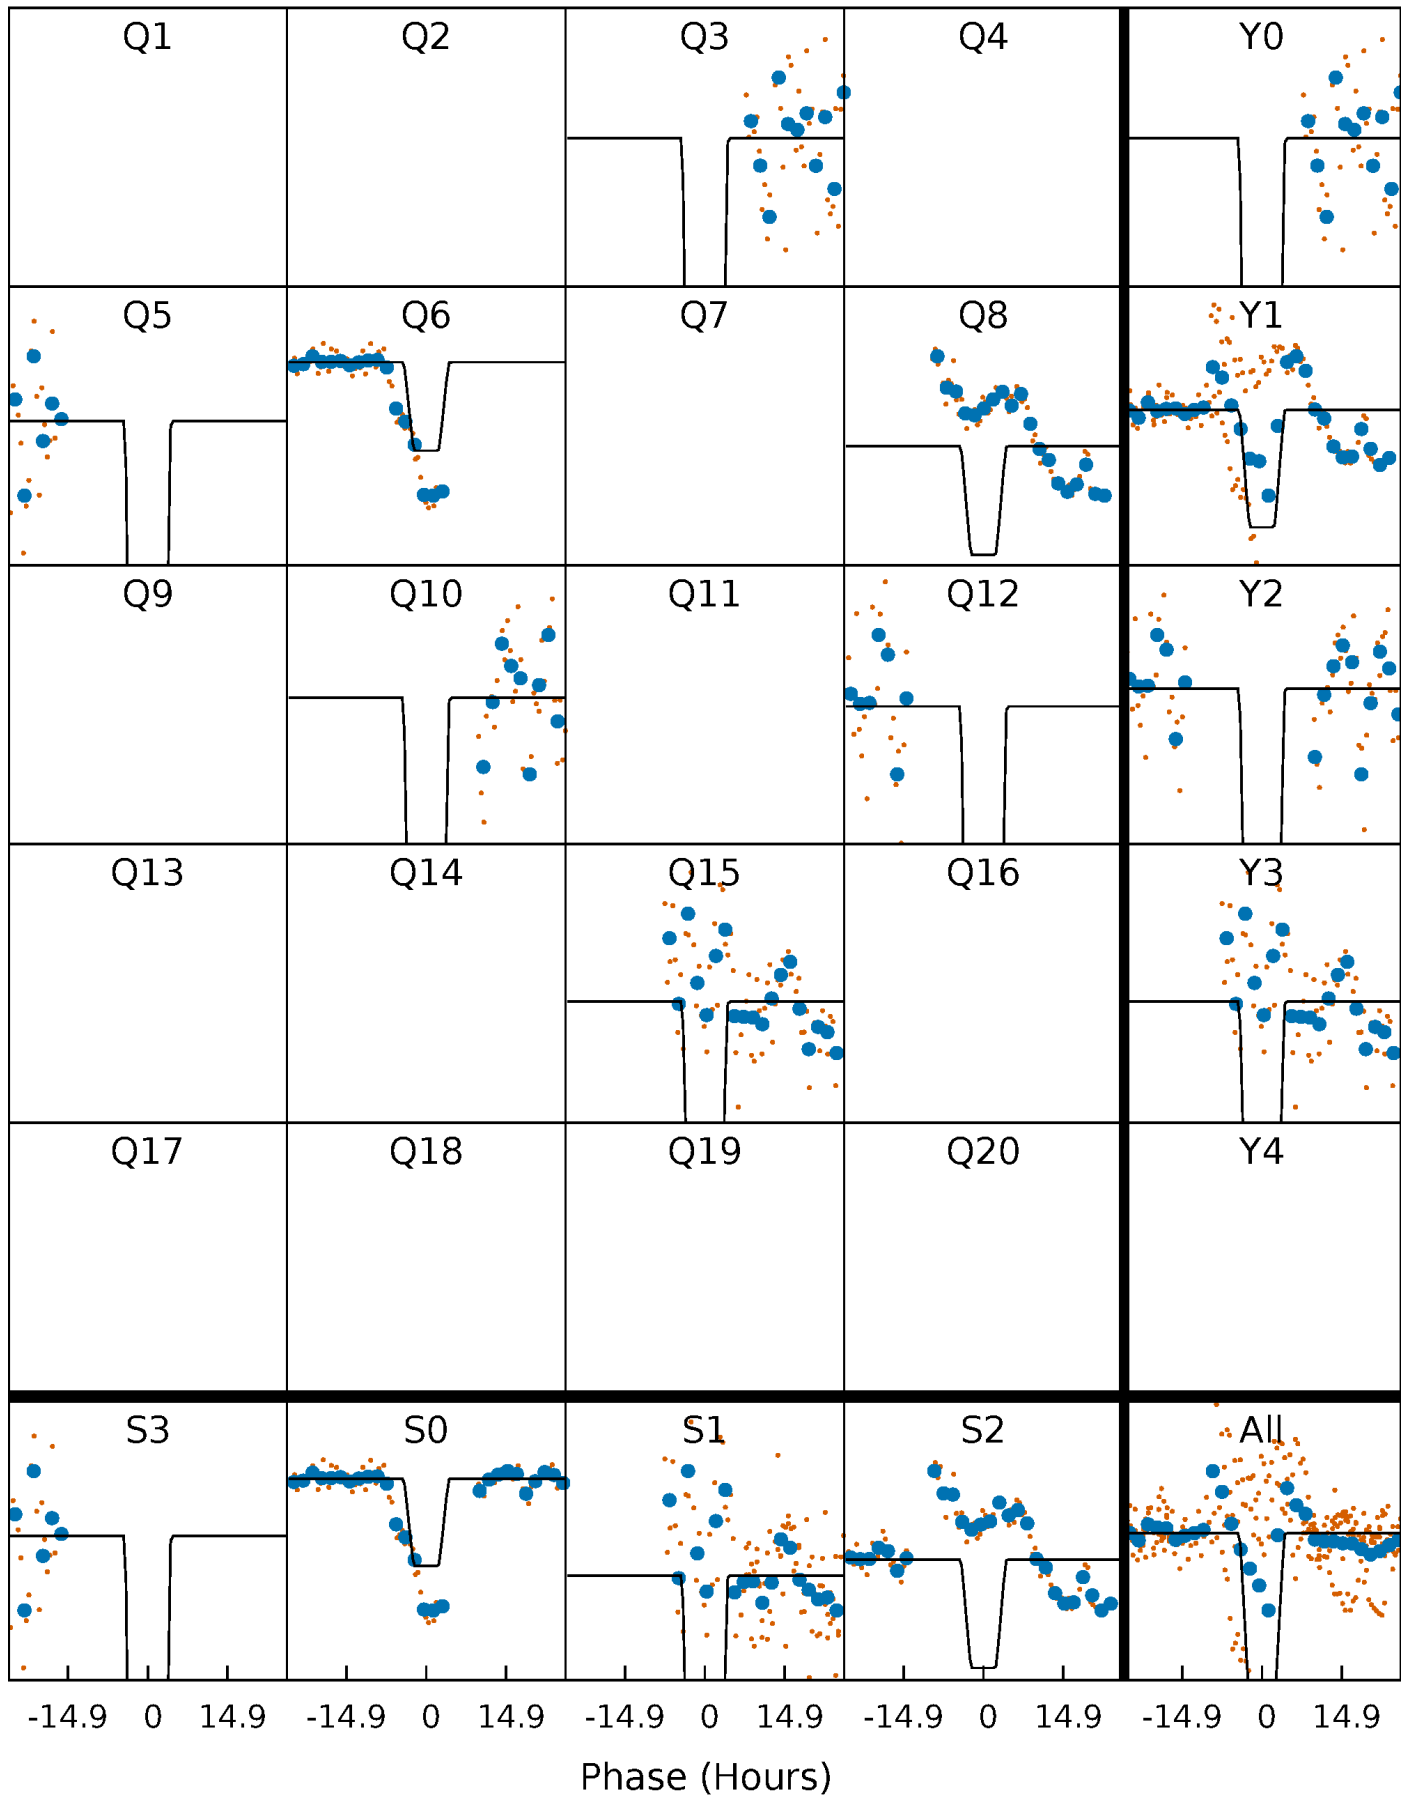 Q1 Q2 Q3 Q4 Y0
Q5 Q6 Q7 Q8 Y1
Q9 Q10 Q11 Q12 Y2
Q13 Q14 Q15 Q16 Y3
Q17 Q18 Q19 Q20 Y4
S3 S0 S1 S2 All
-14.9 0 14.9 -14.9 0 14.9 -14.9 0 14.9 -14.9 0 14.9 -14.9 0 14.9
Phase (Hours)